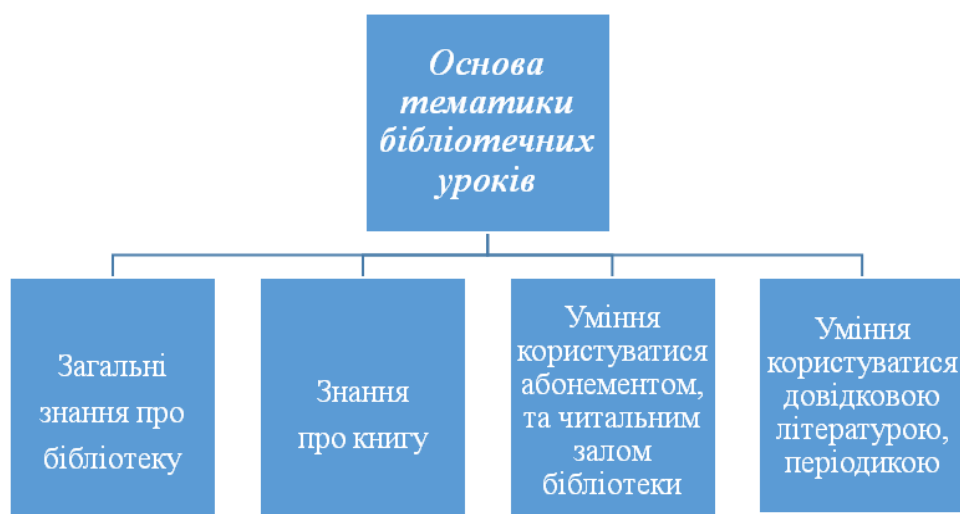 Основа
тематики
бібліотечних
уроків
Загальні
знання про
бібліотеку
Знання
про книгу
Уміння
користуватися
абонементом,
та читальним
залом
бібліотеки
Уміння
користуватися
довідковою
літературою,
періодикою